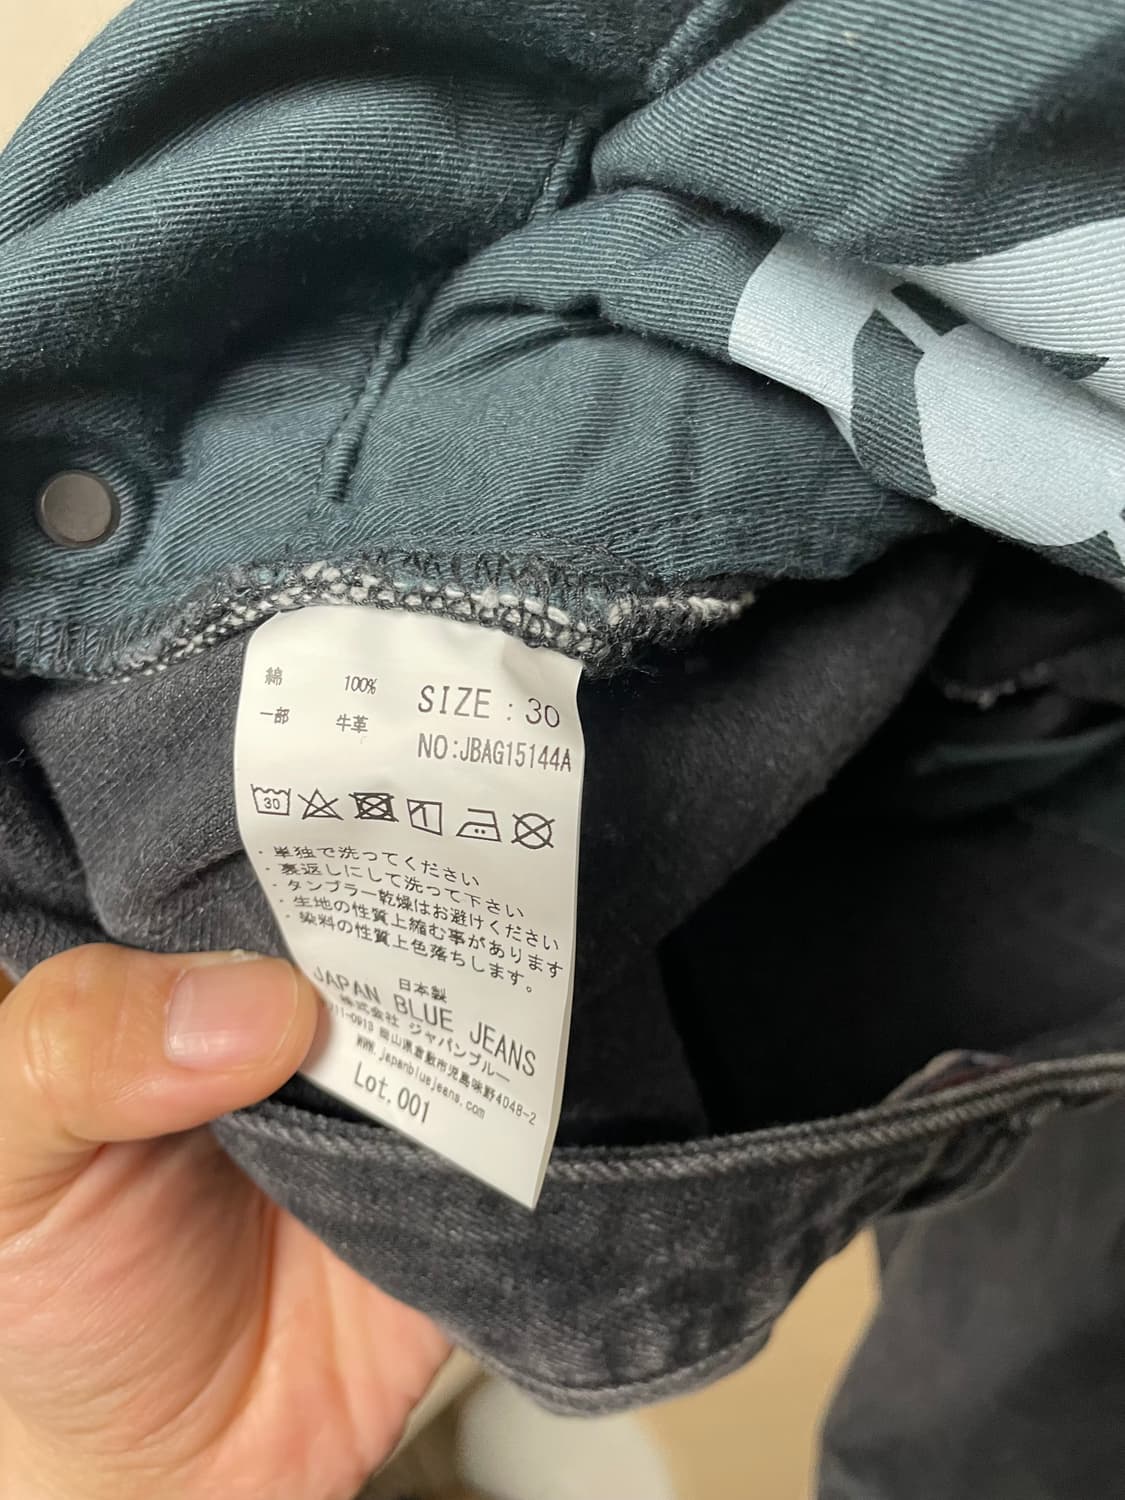 綿 100%
一部 牛革
SIZE : 30
NO:JBAG15144A
30
・単独で洗ってください
・裏返しにして洗って下さい
・タンブラー乾燥はお避けください
・生地の性質上縮む事があります
・染料の性質上色落ちします。
日本製
JAPAN BLUE JEANS
株式会社 ジャパンブルー
11-0913 岡山県倉敷市児島味野4048-2
WWW.japanbluejeans.com
Lot.001